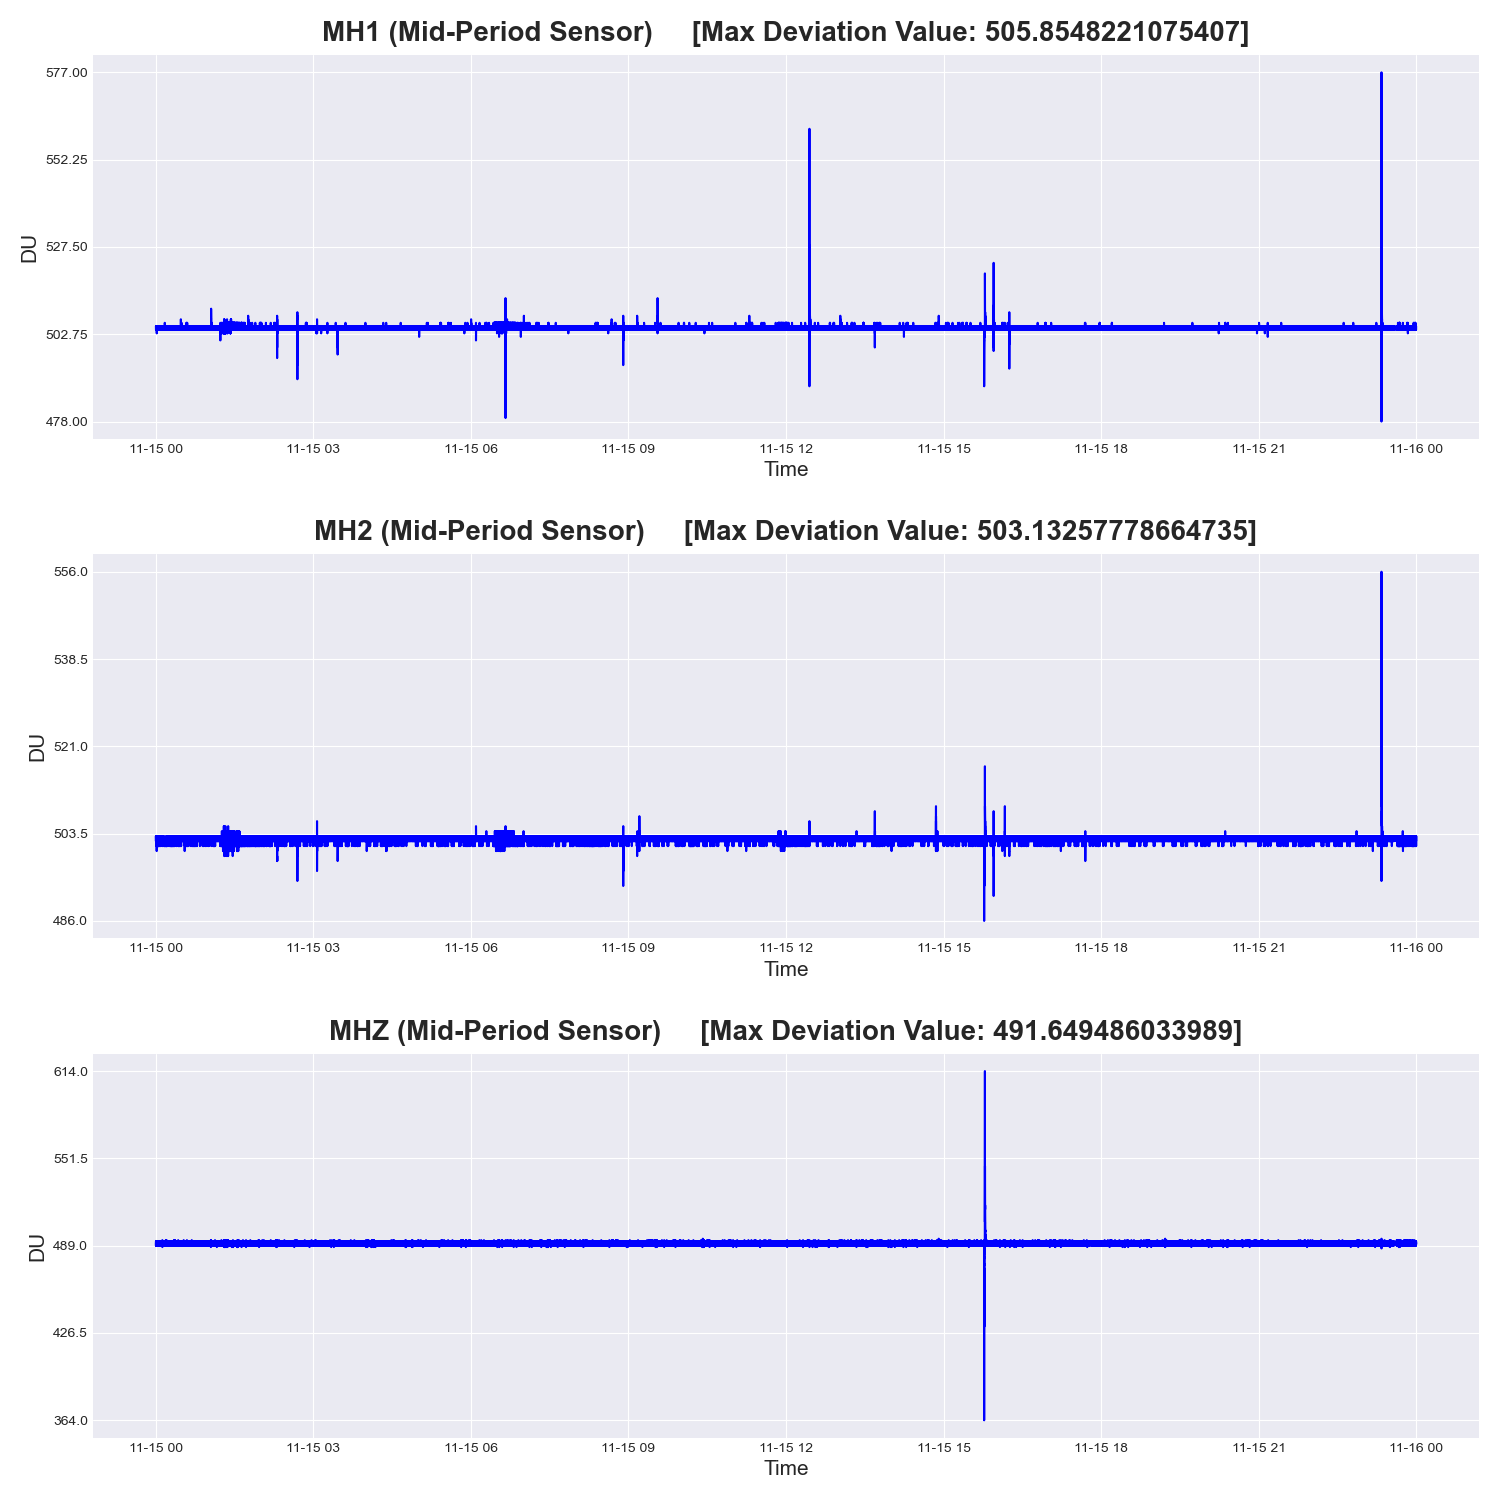 MH1 (Mid-Period Sensor) [Max Deviation Value: 505.8548221075407]
577.00
552.25
527.50
502.75
478.00
DU
11-15 00 11-15 03 11-15 06 11-15 09 11-15 12 11-15 15 11-15 18 11-15 21 11-16 00
Time
MH2 (Mid-Period Sensor) [Max Deviation Value: 503.13257778664735]
556.0
538.5
521.0
503.5
486.0
DU
11-15 00 11-15 03 11-15 06 11-15 09 11-15 12 11-15 15 11-15 18 11-15 21 11-16 00
Time
MHZ (Mid-Period Sensor) [Max Deviation Value: 491.649486033989]
614.0
551.5
489.0
426.5
364.0
DU
11-15 00 11-15 03 11-15 06 11-15 09 11-15 12 11-15 15 11-15 18 11-15 21 11-16 00
Time